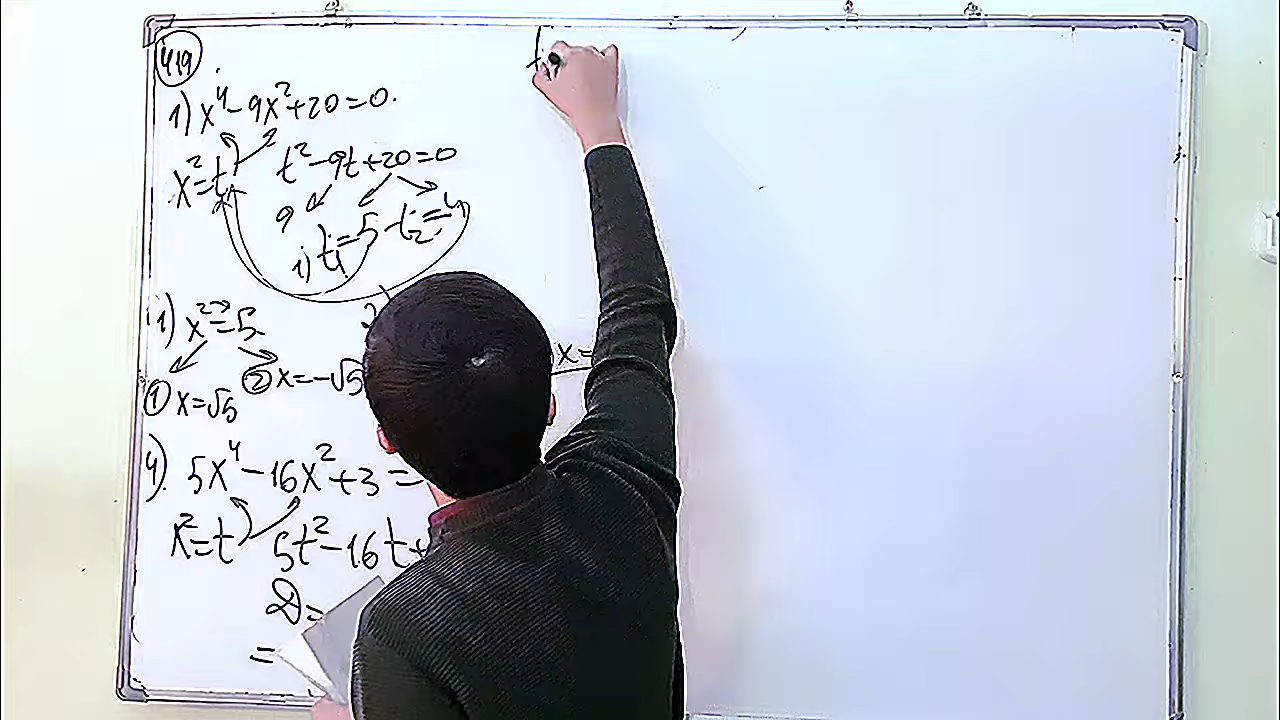 419
1) x⁴ - 9x² + 20 = 0.
x² = t   t² - 9t + 20 = 0
9
1) t₁ = 5   t₂ = 4
1) x² = 5   2
① x = √5   ② x = -√5   x =
4) 5x⁴ - 16x² + 3 =
x² = t   5t² - 16t +
D =
=